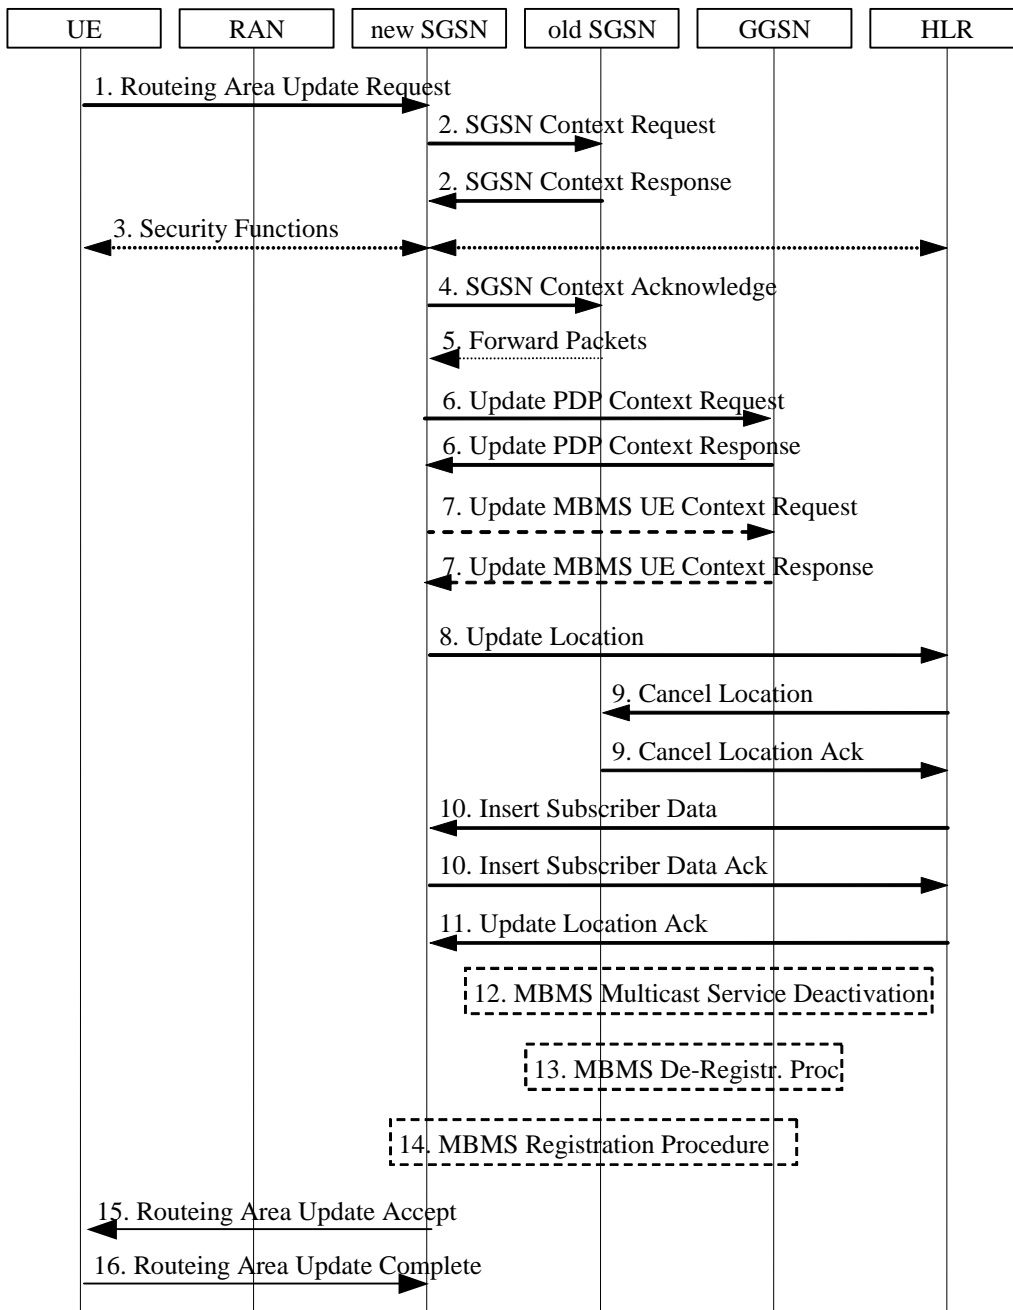 UE RAN new SGSN old SGSN GGSN HLR
1. Routeing Area Update Request
2. SGSN Context Request
2. SGSN Context Response
3. Security Functions
4. SGSN Context Acknowledge
5. Forward Packets
6. Update PDP Context Request
6. Update PDP Context Response
7. Update MBMS UE Context Request
7. Update MBMS UE Context Response
8. Update Location
9. Cancel Location
9. Cancel Location Ack
10. Insert Subscriber Data
10. Insert Subscriber Data Ack
11. Update Location Ack
12. MBMS Multicast Service Deactivation
13. MBMS De-Registr. Proc
14. MBMS Registration Procedure
15. Routeing Area Update Accept
16. Routeing Area Update Complete